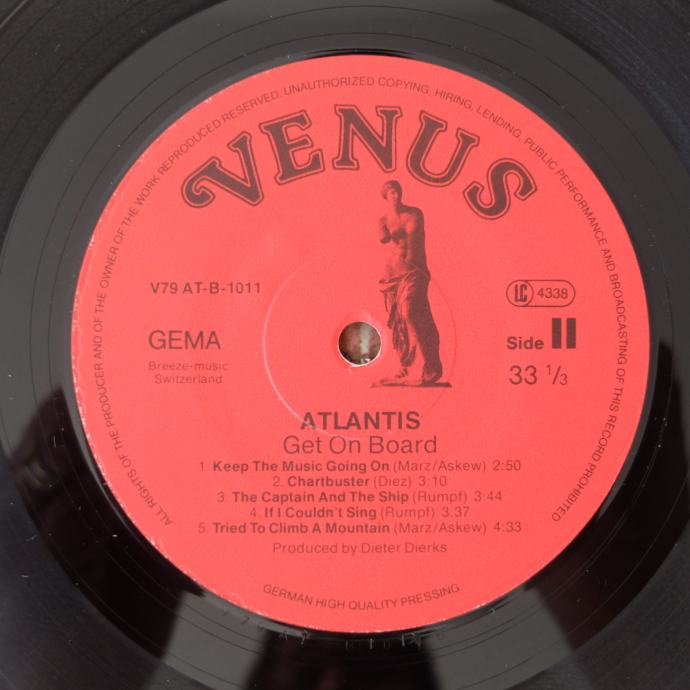 ALL RIGHTS OF THE PRODUCER AND OF THE OWNER OF THE WORK REPRODUCED RESERVED. UNAUTHORIZED COPYING, HIRING, LENDING, PUBLIC PERFORMANCE AND BROADCASTING OF THIS RECORD PROHIBITED
VENUS
V79 AT-B-1011
LC 4338
GEMA
Side II
Breeze-music
Switzerland
33 1/3
ATLANTIS
Get On Board
1. Keep The Music Going On (Marz/Askew) 2:50
2. Chartbuster (Diez) 3:10
3. The Captain And The Ship (Rumpf) 3:44
4. If I Couldn't Sing (Rumpf) 3.37
5. Tried To Climb A Mountain (Marz/Askew) 4:33
Produced by Dieter Dierks
GERMAN HIGH QUALITY PRESSING